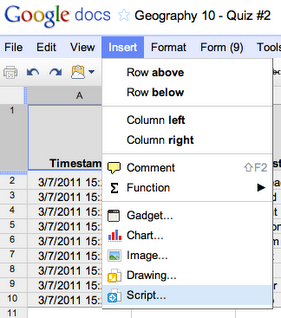 Google docs ☆ Geography 10 - Quiz #2
File Edit View Insert Format Form (9) Tools
Row above
Row below
Column left
Column right
Comment ⇧F2
Σ Function ▶
Gadget...
Chart...
Image...
Drawing...
Script...
A
1
Timestam
2 3/7/2011 15:
3 3/7/2011 15:
4 3/7/2011 15:
5 3/7/2011 15:
6 3/7/2011 15:
7 3/7/2011 15:
8 3/7/2011 15:
9 3/7/2011 15:
10 3/7/2011 15: